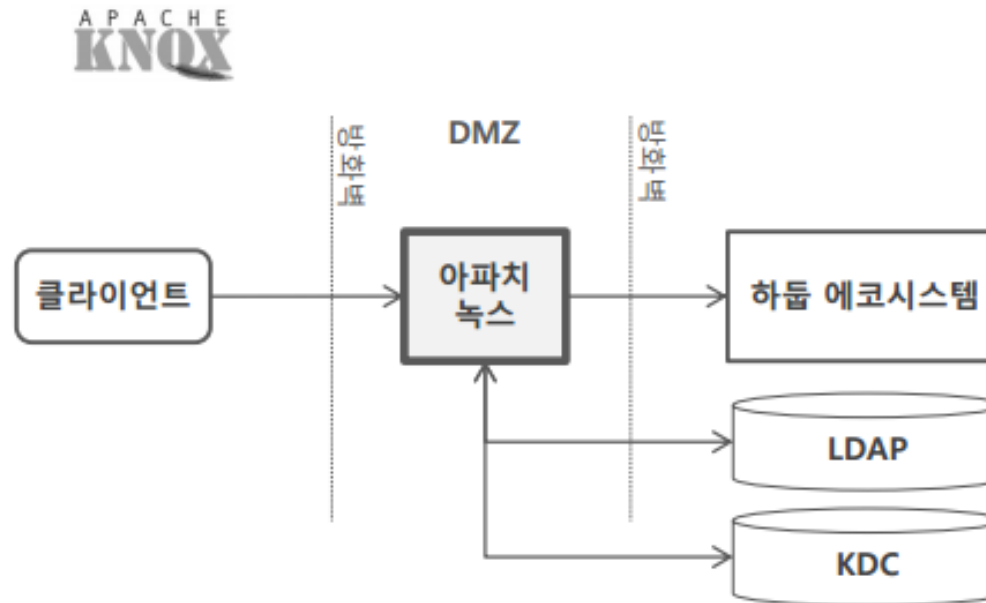 APACHE
KNOX
DMZ
방화벽
방화벽
클라이언트
아파치
녹스
하둡 에코시스템
LDAP
KDC